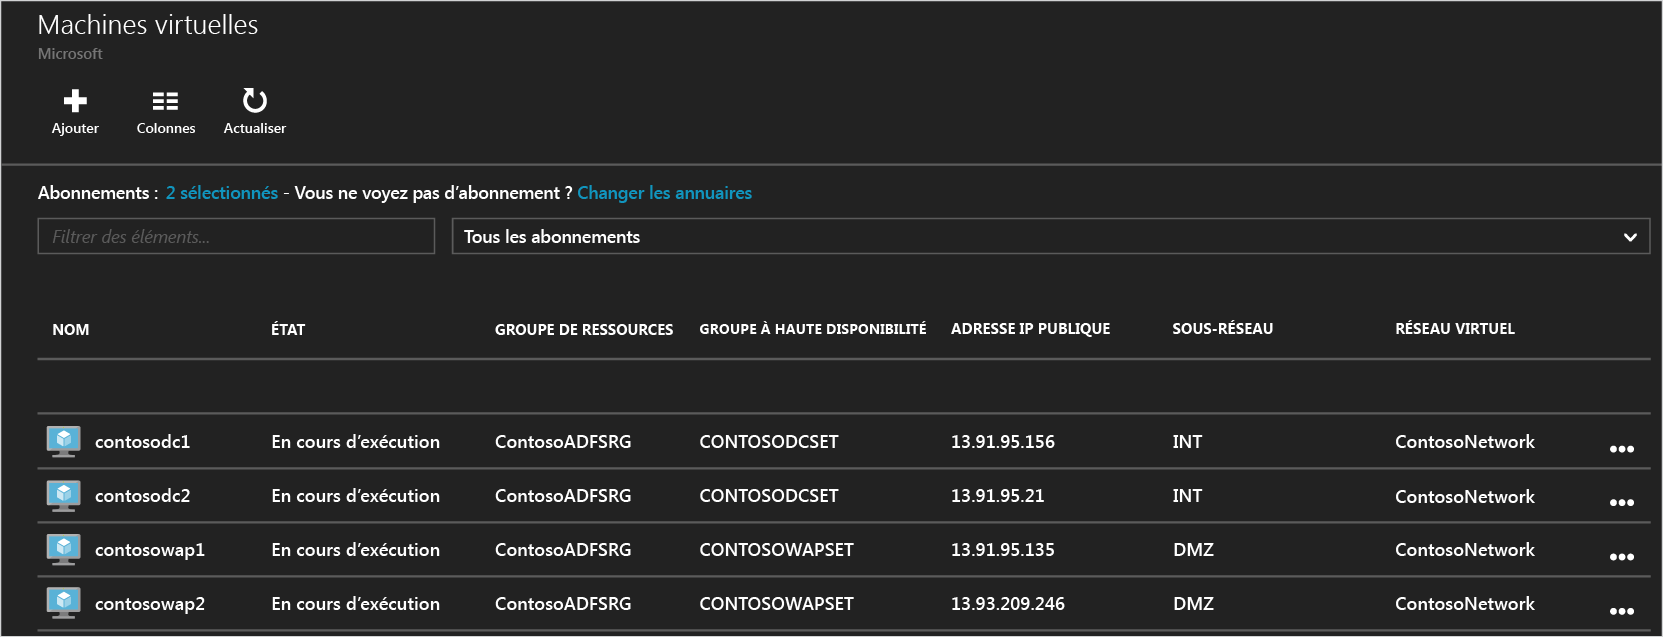 Machines virtuelles
Microsoft
Ajouter Colonnes Actualiser
Abonnements : 2 sélectionnés - Vous ne voyez pas d’abonnement ? Changer les annuaires
Filtrer des éléments... Tous les abonnements
NOM ÉTAT GROUPE DE RESSOURCES GROUPE À HAUTE DISPONIBILITÉ ADRESSE IP PUBLIQUE SOUS-RÉSEAU RÉSEAU VIRTUEL
contosodc1 En cours d’exécution ContosoADFSRG CONTOSODCSET 13.91.95.156 INT ContosoNetwork
contosodc2 En cours d’exécution ContosoADFSRG CONTOSODCSET 13.91.95.21 INT ContosoNetwork
contosowap1 En cours d’exécution ContosoADFSRG CONTOSOWAPSET 13.91.95.135 DMZ ContosoNetwork
contosowap2 En cours d’exécution ContosoADFSRG CONTOSOWAPSET 13.93.209.246 DMZ ContosoNetwork